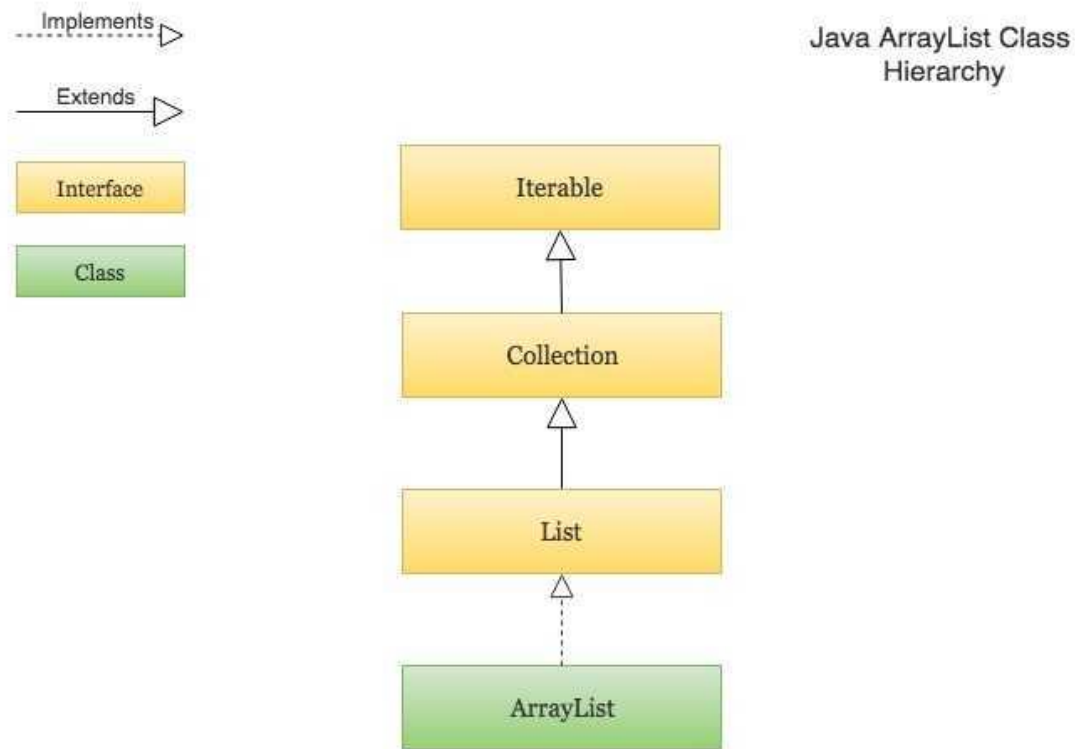 Implements
Java ArrayList Class
Hierarchy
Extends
Interface
Class
Iterable
Collection
List
ArrayList